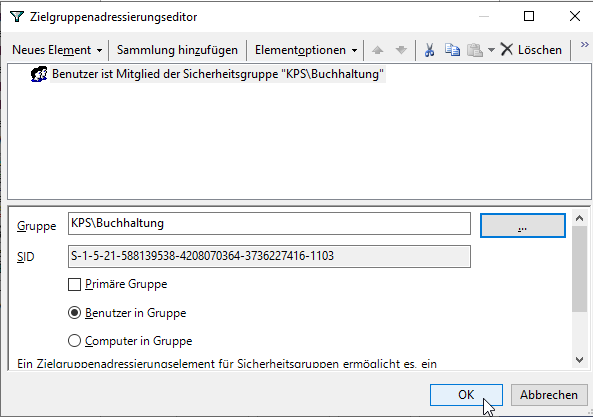 Zielgruppenadressierungseditor
Neues Element Sammlung hinzufügen Elementoptionen Löschen »
Benutzer ist Mitglied der Sicherheitsgruppe "KPS\Buchhaltung"
Gruppe KPS\Buchhaltung ...
SID S-1-5-21-588139538-4208070364-3736227416-1103
Primäre Gruppe
Benutzer in Gruppe
Computer in Gruppe
Ein Zielgruppenadressierungselement für Sicherheitsgruppen ermöglicht es, ein
OK Abbrechen